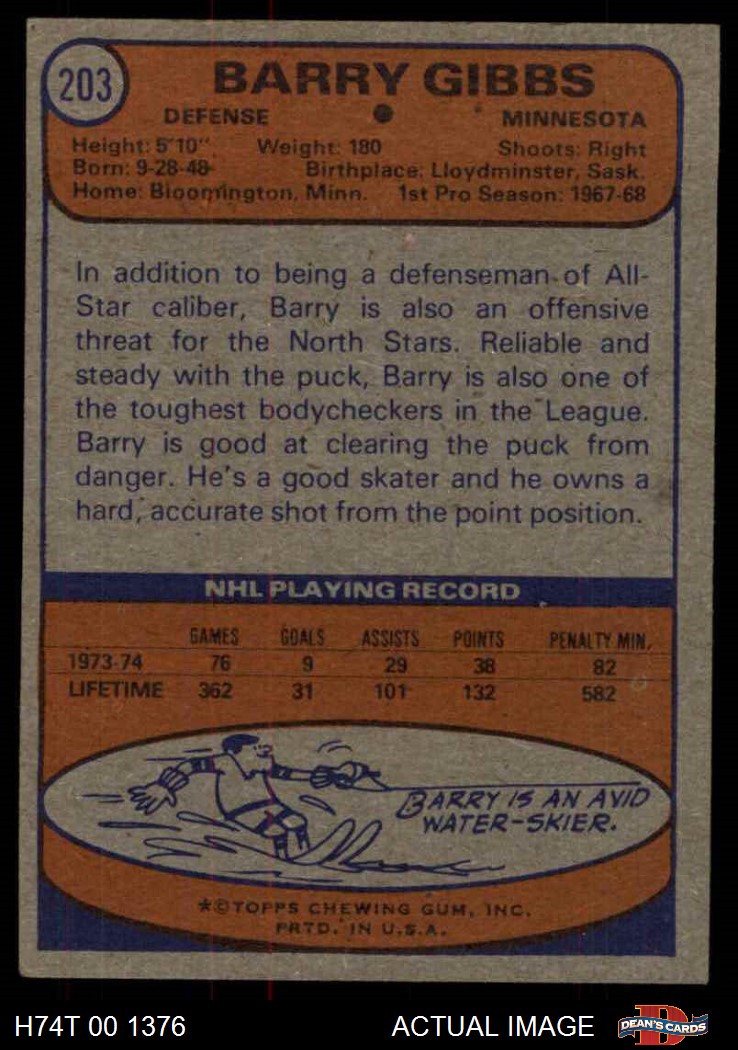 203
BARRY GIBBS
DEFENSE ● MINNESOTA
Height: 5'10" Weight: 180 Shoots: Right
Born: 9-28-48 Birthplace: Lloydminster, Sask.
Home: Bloomington, Minn. 1st Pro Season: 1967-68
In addition to being a defenseman of All-
Star caliber, Barry is also an offensive
threat for the North Stars. Reliable and
steady with the puck, Barry is also one of
the toughest bodycheckers in the League.
Barry is good at clearing the puck from
danger. He's a good skater and he owns a
hard, accurate shot from the point position.
NHL PLAYING RECORD
GAMES GOALS ASSISTS POINTS PENALTY MIN.
1973-74 76 9 29 38 82
LIFETIME 362 31 101 132 582
BARRY IS AN AVID
WATER-SKIER.
*©TOPPS CHEWING GUM, INC.
PRTD. IN U.S.A.
H74T 00 1376 ACTUAL IMAGE DEAN'S CARDS